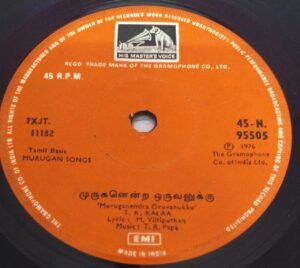 HIS MASTER'S VOICE
REGD. TRADE MARK OF THE GRAMOPHONE CO., LTD.
45 R.P.M.
7XJT.
11182
45-N.
95505
Tamil Basic
MURUGAN SONGS
Ⓟ 1976
The Gramophone
Co. of India Ltd.
முருகனென்ற ஒருவனுக்கு
'Muruganendra Oruvanukku'
T. K. KALAA
Lyric : M. Vittiputhan
Music : T. R. Papa
EMI
MADE IN INDIA